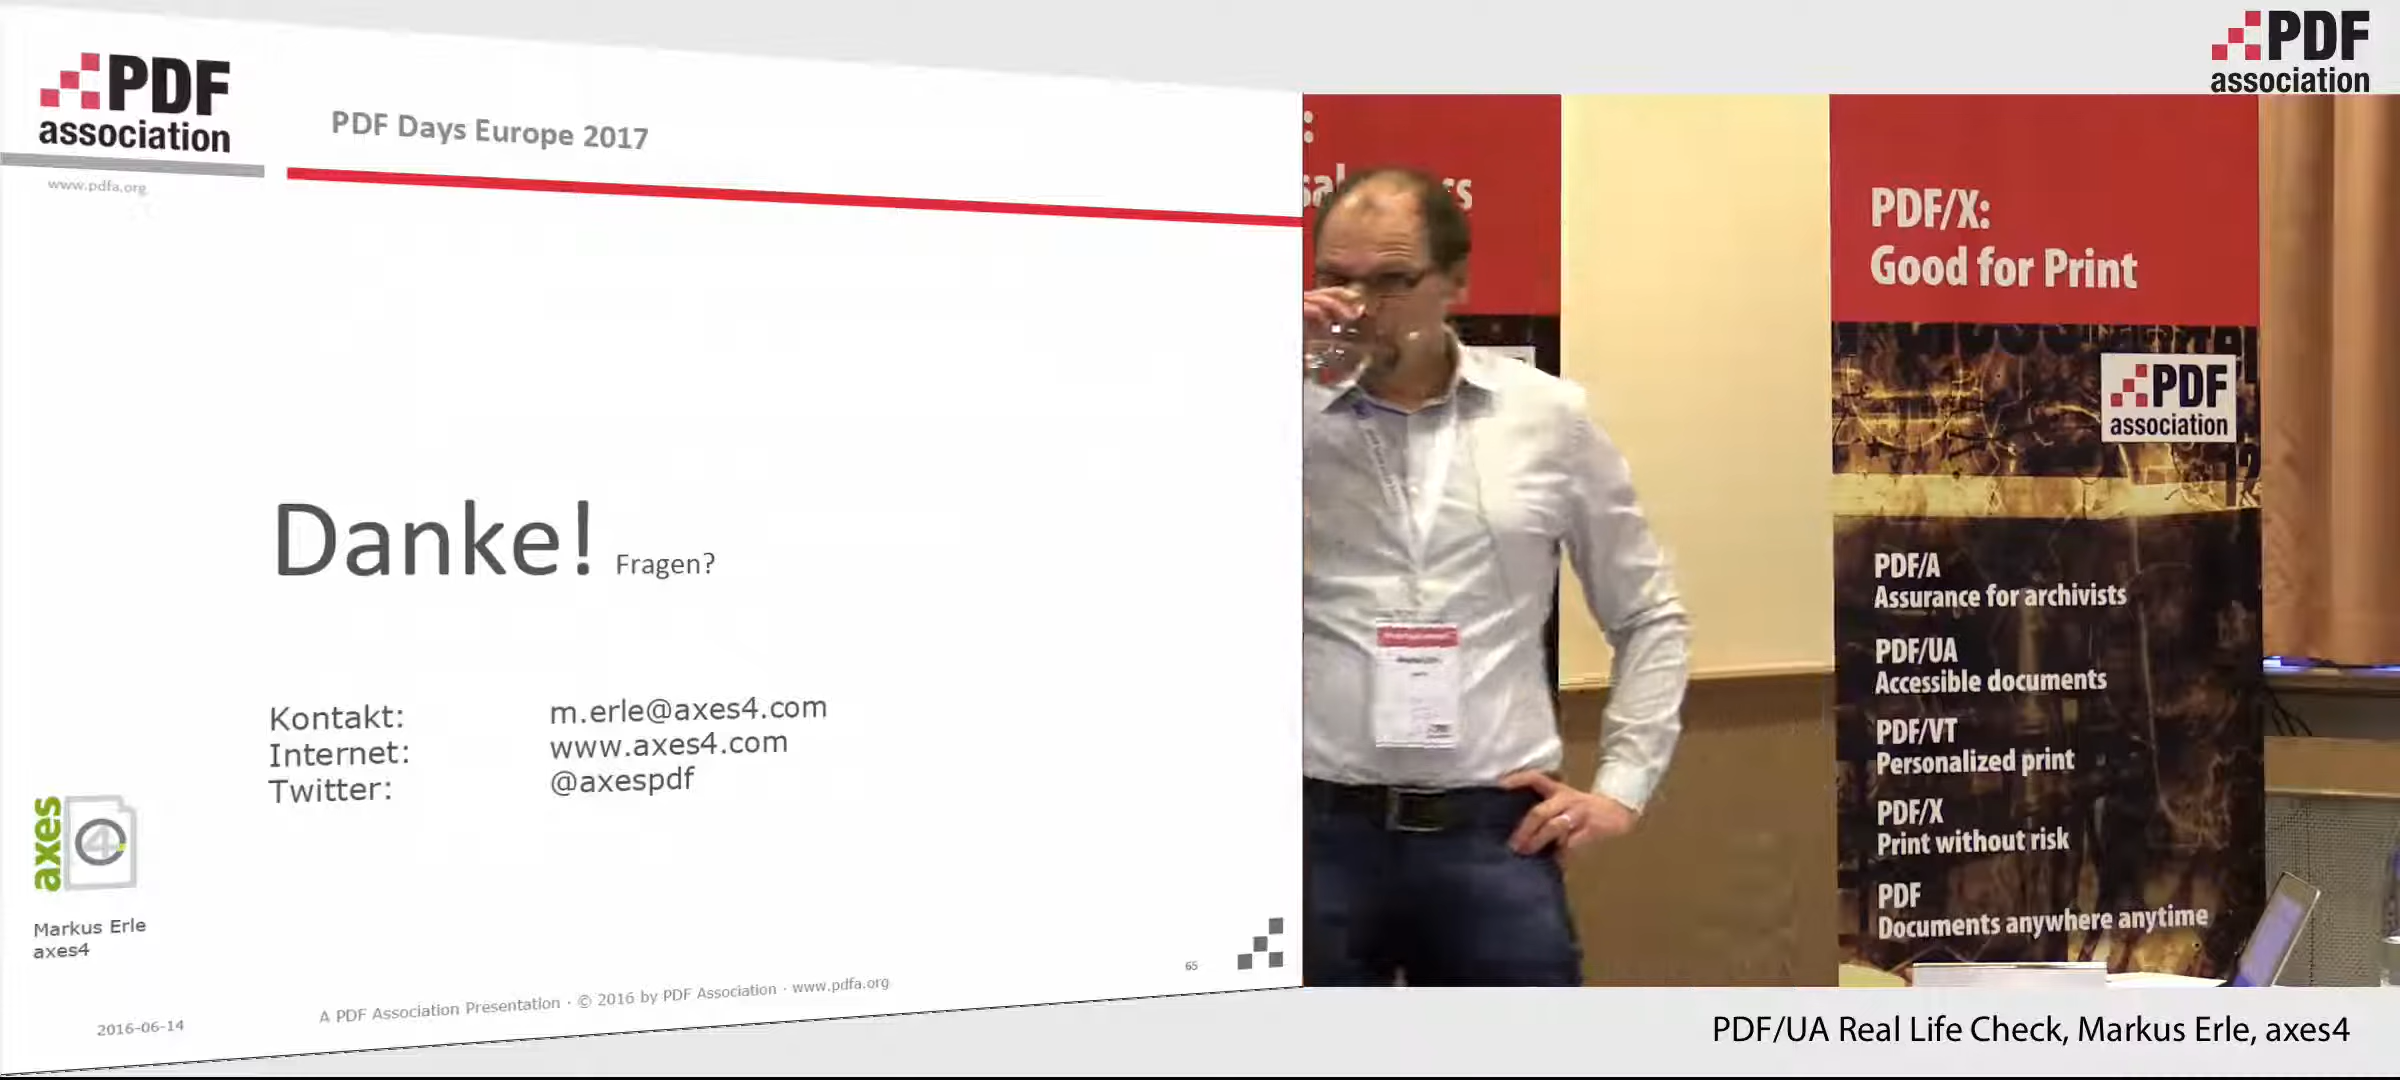 PDF
association
PDF Days Europe 2017
www.pdfa.org
Danke! Fragen?
Kontakt: m.erle@axes4.com
Internet: www.axes4.com
Twitter: @axespdf
axes
4
Markus Erle
axes4
65
A PDF Association Presentation · © 2016 by PDF Association · www.pdfa.org
2016-06-14
PDF
association
PDF/X:
Good for Print
PDF
association
PDF/A
Assurance for archivists
PDF/UA
Accessible documents
PDF/VT
Personalized print
PDF/X
Print without risk
PDF
Documents anywhere anytime
PDF/UA Real Life Check, Markus Erle, axes4